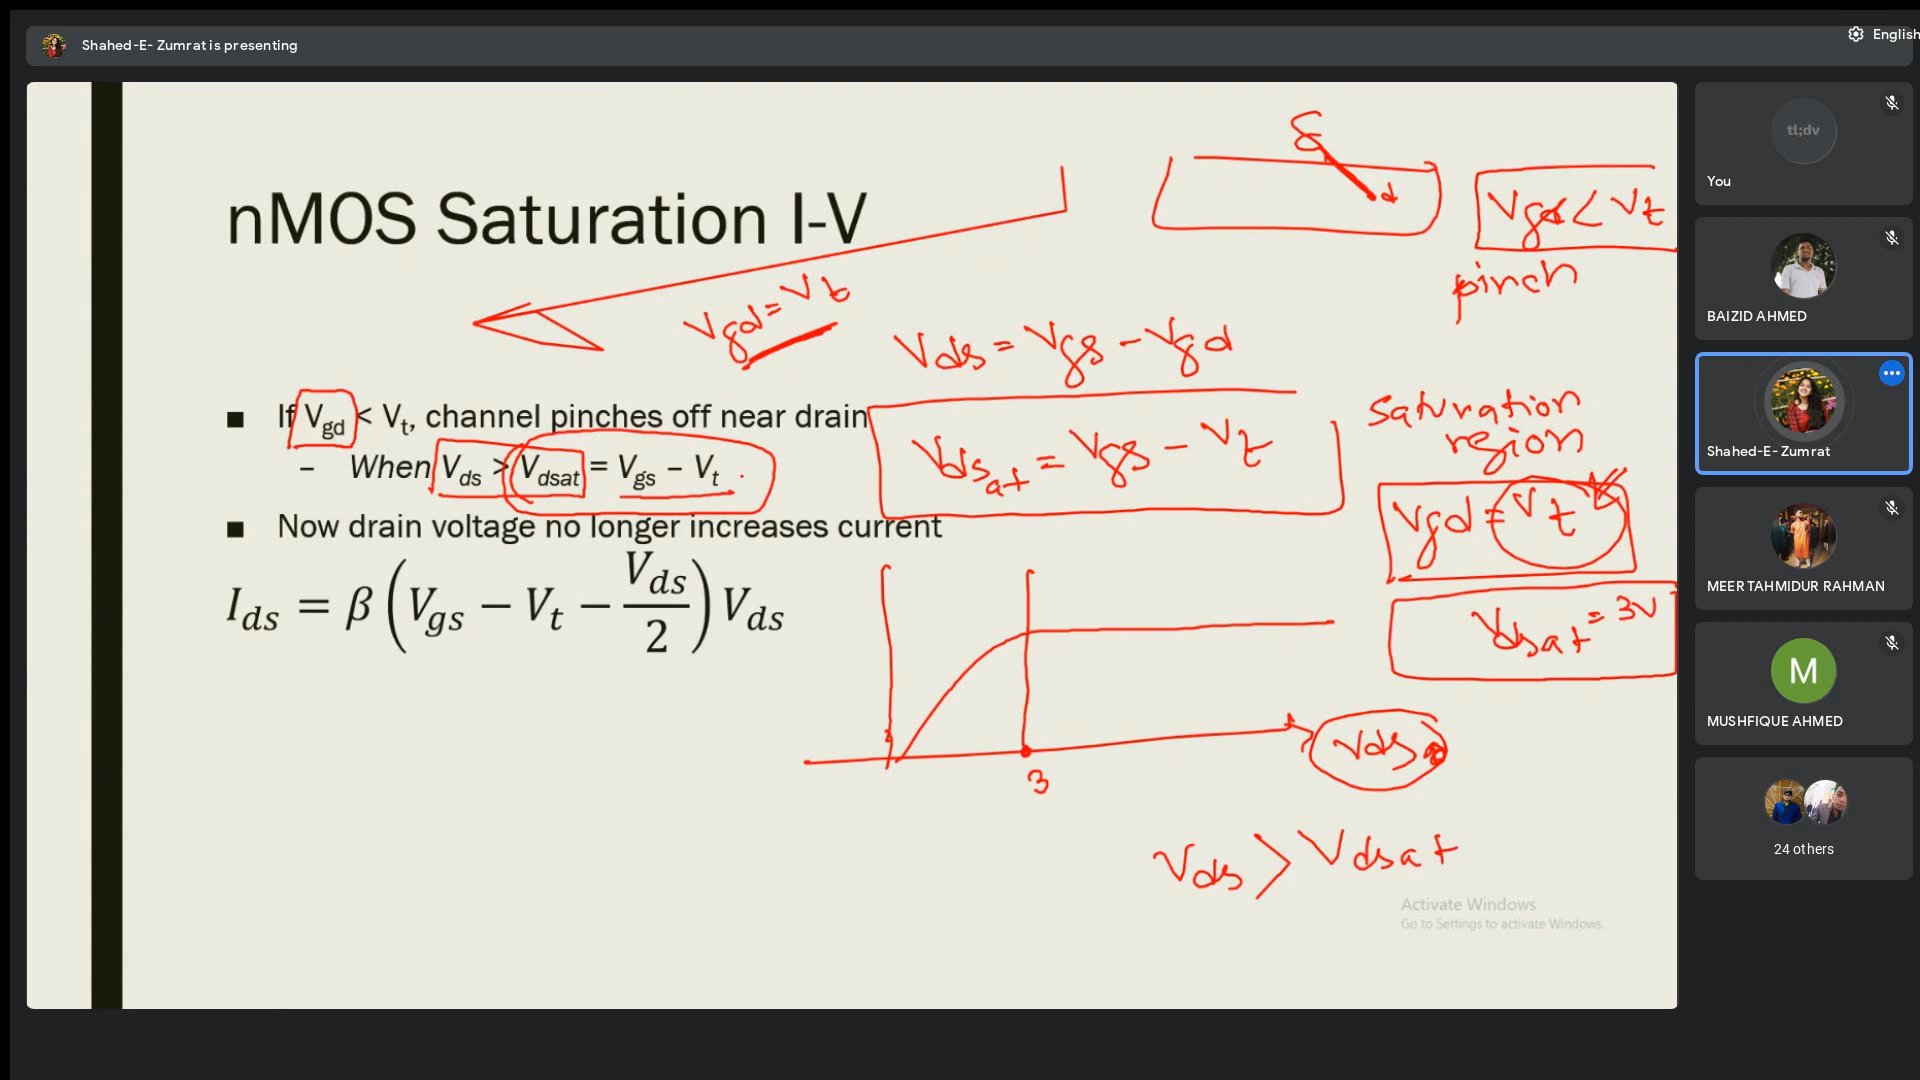 Shahed-E- Zumrat is presenting
English
nMOS Saturation I-V
Vgd < Vt
pinch
Vgd = Vt
Vds = Vgs - Vgd
■ If Vgd < Vt, channel pinches off near drain
– When Vds > Vdsat = Vgs – Vt
Vdsat = Vgs - Vt
saturation
region
Vgd = Vt
■ Now drain voltage no longer increases current
Ids = β (Vgs − Vt − Vds/2) Vds
Vdsat = 3V
Vds
3
Vds > Vdsat
Activate Windows
Go to Settings to activate Windows.
tl;dv
You
BAIZID AHMED
Shahed-E- Zumrat
MEER TAHMIDUR RAHMAN
M
MUSHFIQUE AHMED
24 others